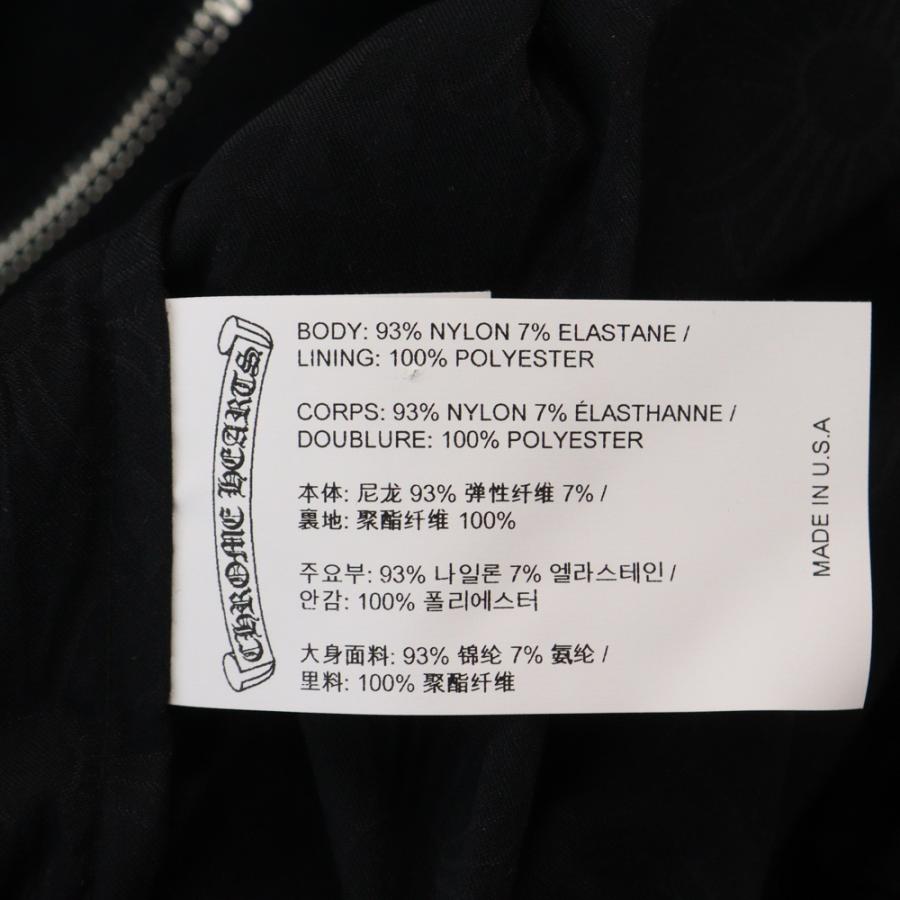 CHROME HEARTS
BODY: 93% NYLON 7% ELASTANE /
LINING: 100% POLYESTER
CORPS: 93% NYLON 7% ÉLASTHANNE /
DOUBLURE: 100% POLYESTER
本体: 尼龙 93% 弹性纤维 7% /
裏地: 聚酯纤维 100%
주요부: 93% 나일론 7% 엘라스테인 /
안감: 100% 폴리에스터
大身面料: 93% 锦纶 7% 氨纶 /
里料: 100% 聚酯纤维
MADE IN U.S.A